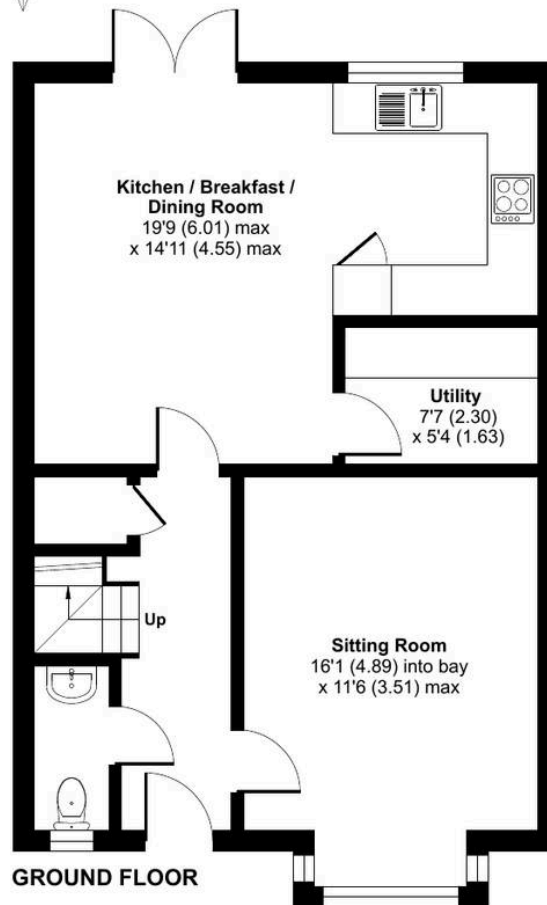 Kitchen / Breakfast /
Dining Room
19'9 (6.01) max
x 14'11 (4.55) max
Utility
7'7 (2.30)
x 5'4 (1.63)
Up
Sitting Room
16'1 (4.89) into bay
x 11'6 (3.51) max
GROUND FLOOR